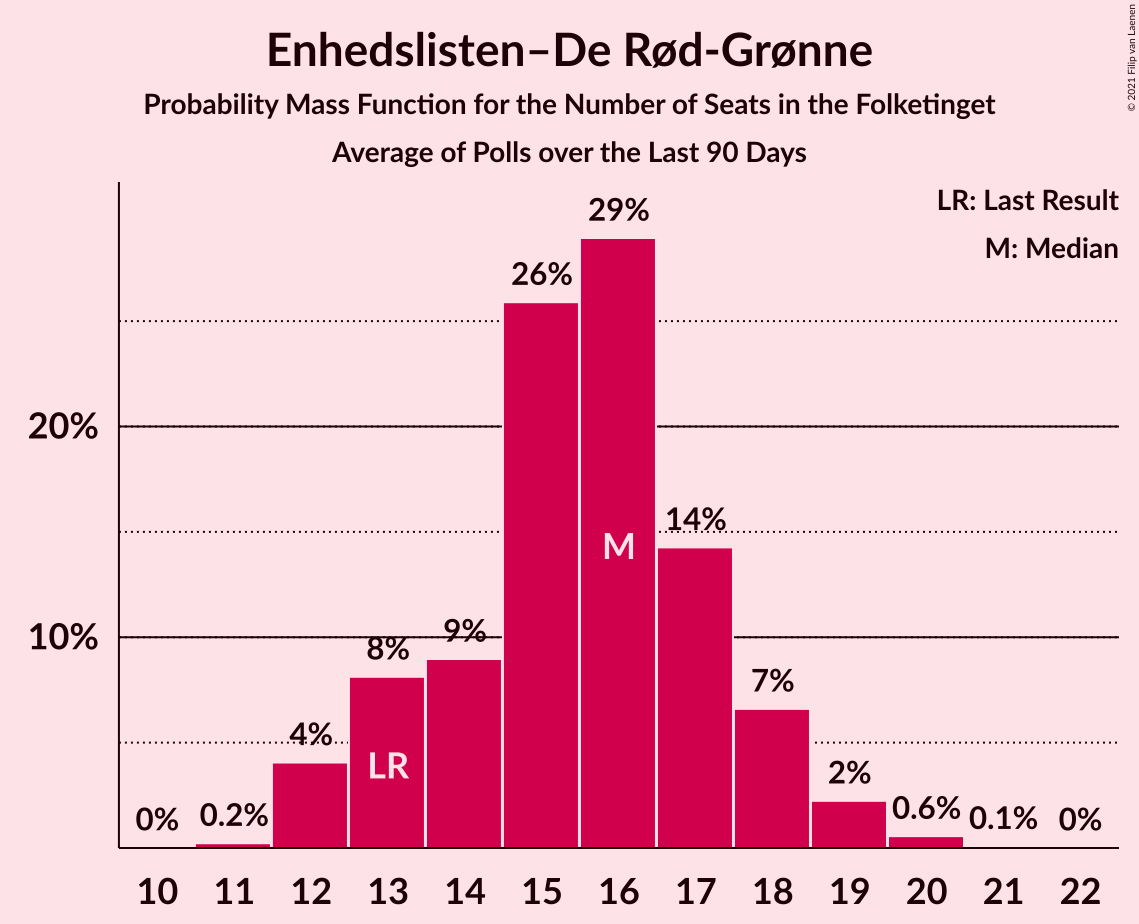 Enhedslisten–De Rød-Grønne
Probability Mass Function for the Number of Seats in the Folketinget
Average of Polls over the Last 90 Days
© 2021 Filip van Laenen
LR: Last Result
M: Median
29%
26%
20%
14%
M
10%
9%
8%
7%
4%
LR
2%
0% 0.2% 0.6% 0.1% 0%
10 11 12 13 14 15 16 17 18 19 20 21 22